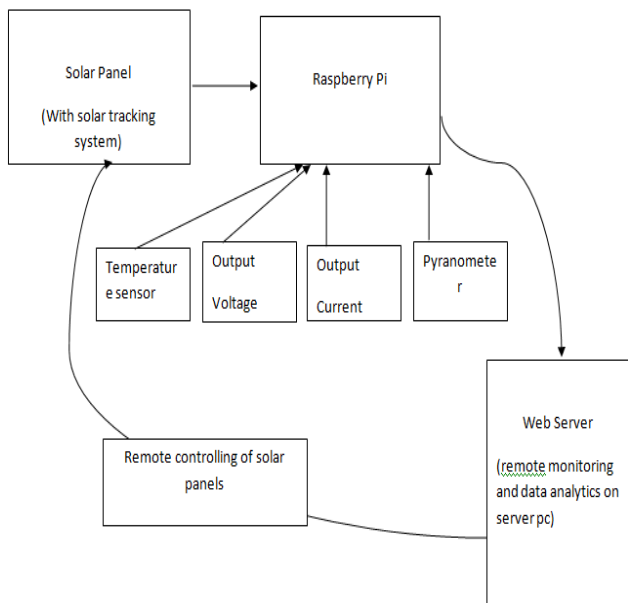 Solar Panel
(With solar tracking
system)
Raspberry Pi
Temperatur
e sensor
Output
Voltage
Output
Current
Pyranomete
r
Web Server
(remote monitoring
and data analytics on
server pc)
Remote controlling of solar
panels